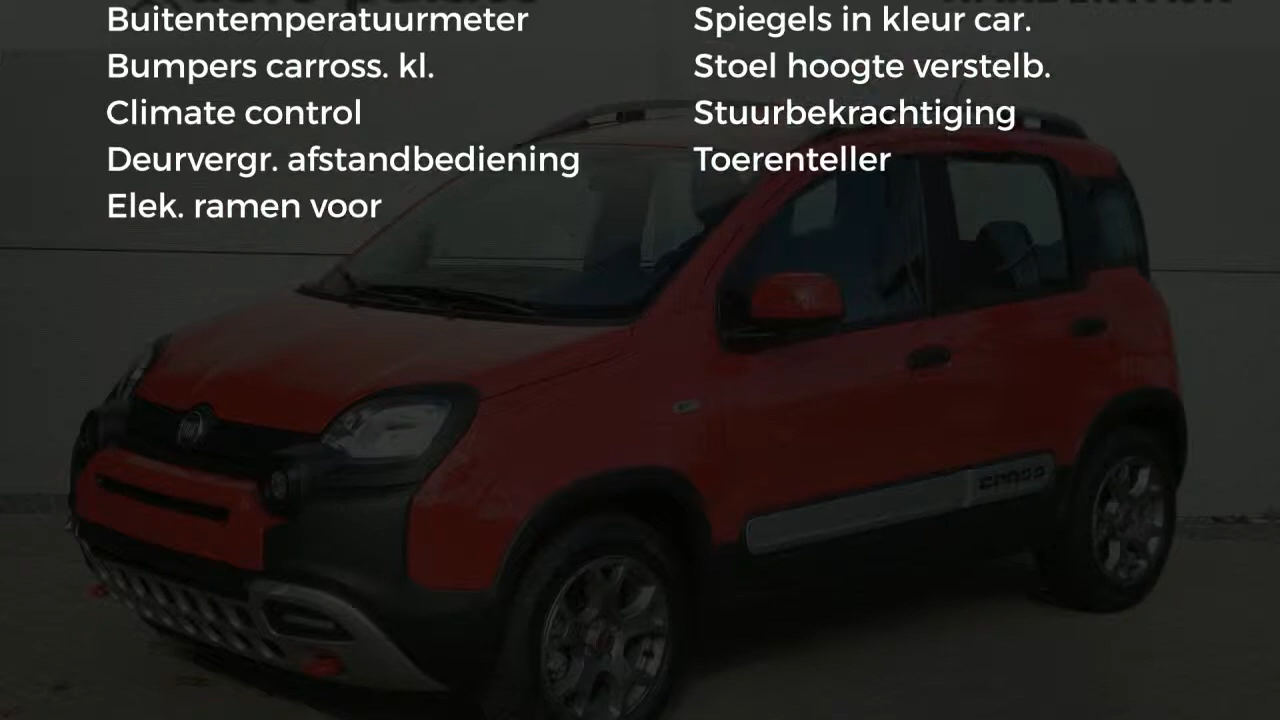 Buitentemperatuurmeter
Bumpers carross. kl.
Climate control
Deurvergr. afstandbediening
Elek. ramen voor
Spiegels in kleur car.
Stoel hoogte verstelb.
Stuurbekrachtiging
Toerenteller